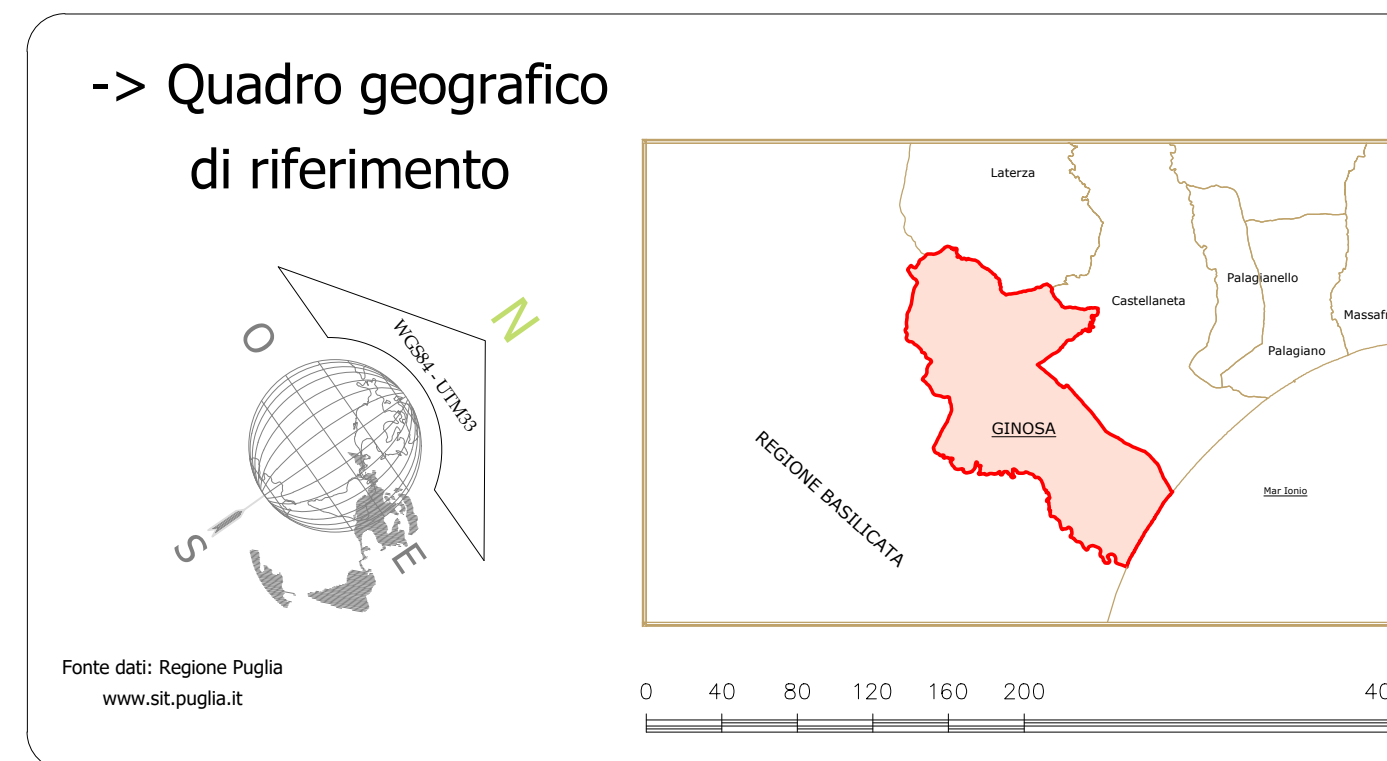 -> Quadro geografico
di riferimento
Laterza
Palagianello
Castellaneta
Palagiano
GINOSA
REGIONE BASILICATA
Mar Ionio
N
O
WGS84 - UTM33
S
E
Fonte dati: Regione Puglia
www.sit.puglia.it
0 40 80 120 160 200